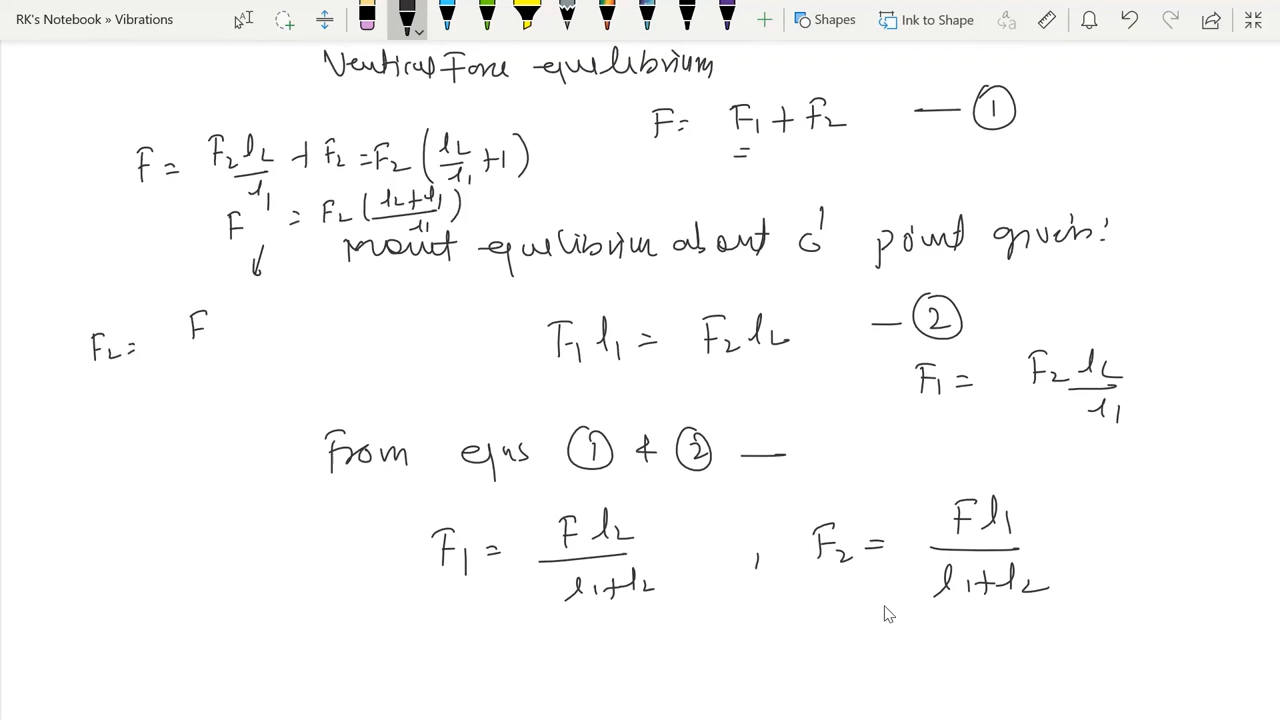 RK's Notebook » Vibrations
Shapes
Ink to Shape
Vertical Force equilibrium
F = F₁ + F₂ — ①
F = F₂l₂/l₁ + F₂ = F₂ (l₂/l₁ + 1)
F = F₂ (l₂+l₁)/l₁
equilibrium about o' point gives:
F₂ = F
F₁ l₁ = F₂ l₂ — ②
F₁ = F₂ l₂/l₁
From eqns ① & ② —
F₁ = F l₂/l₁+l₂ , F₂ = F l₁/l₁+l₂